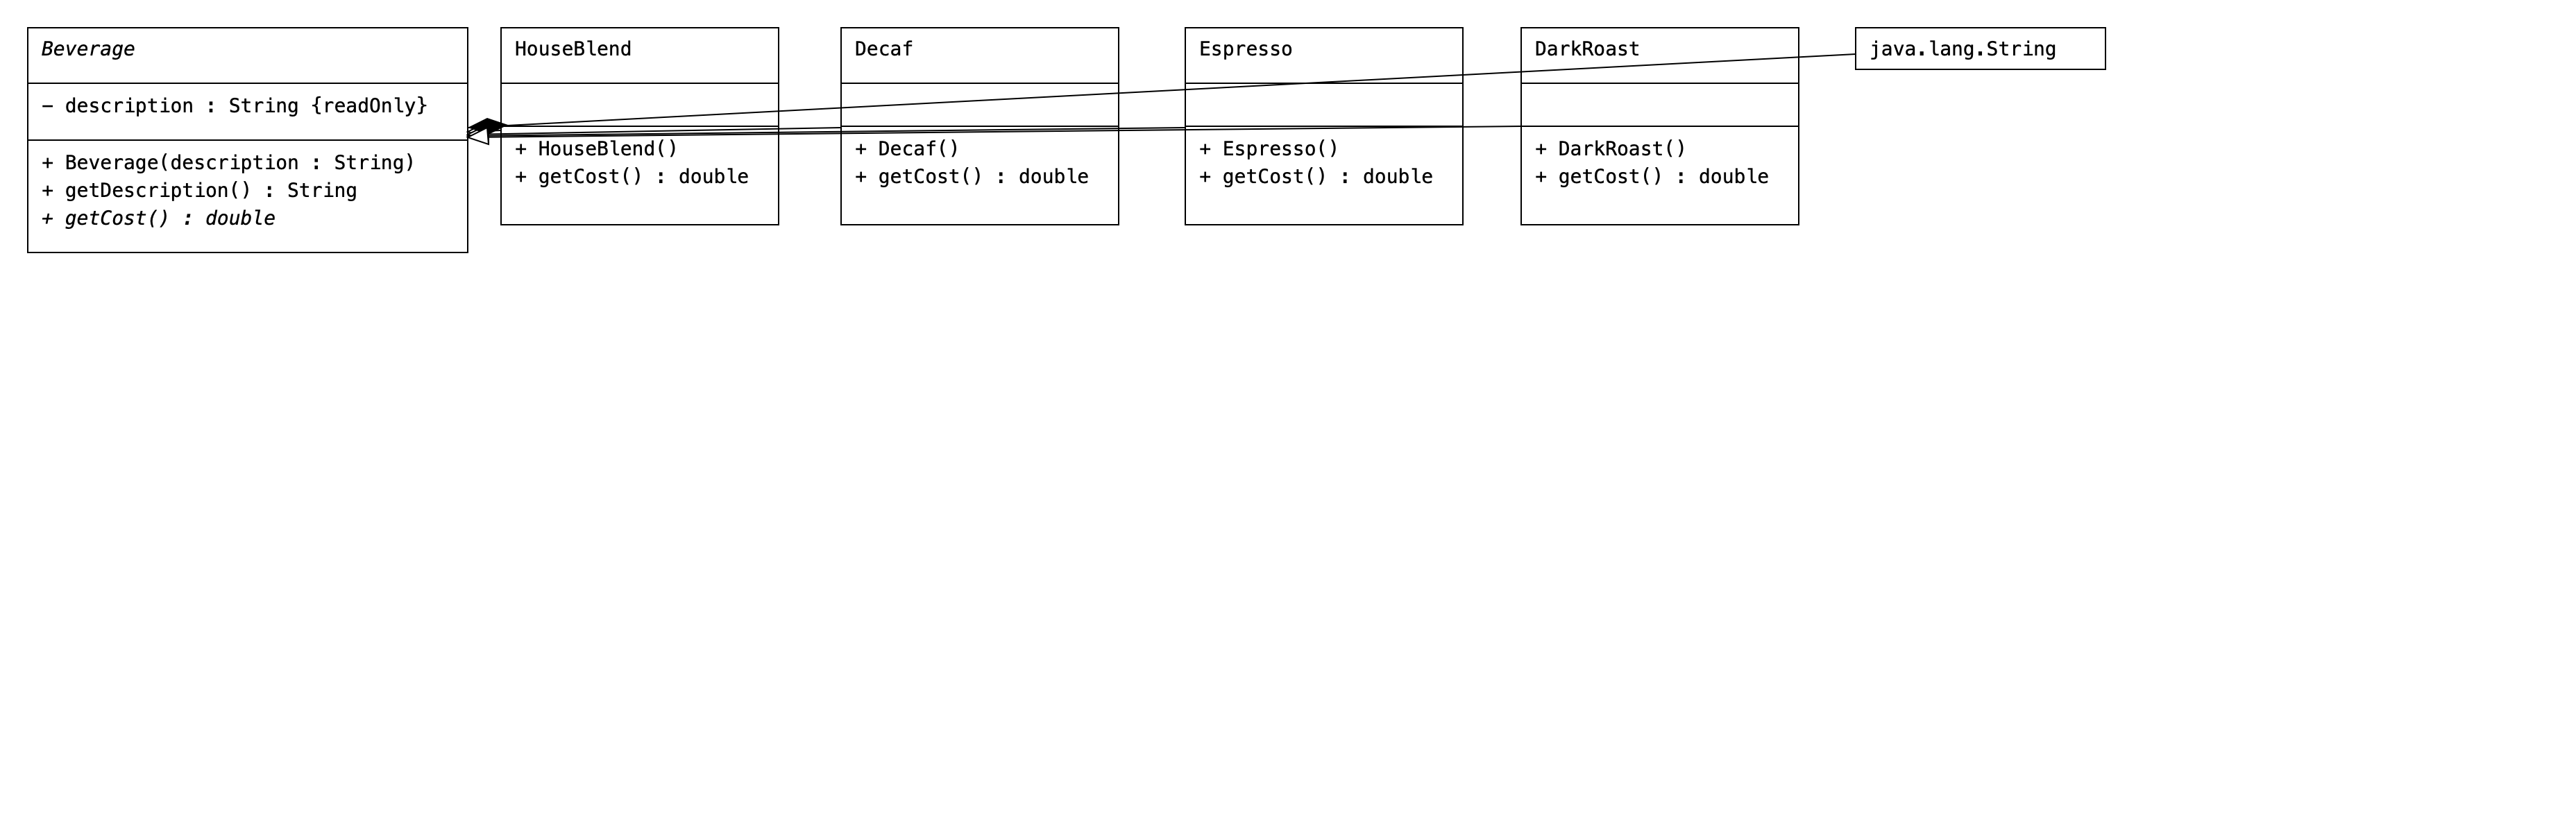 Beverage
− description : String {readOnly}
+ Beverage(description : String)
+ getDescription() : String
+ getCost() : double
HouseBlend
+ HouseBlend()
+ getCost() : double
Decaf
+ Decaf()
+ getCost() : double
Espresso
+ Espresso()
+ getCost() : double
DarkRoast
+ DarkRoast()
+ getCost() : double
java.lang.String